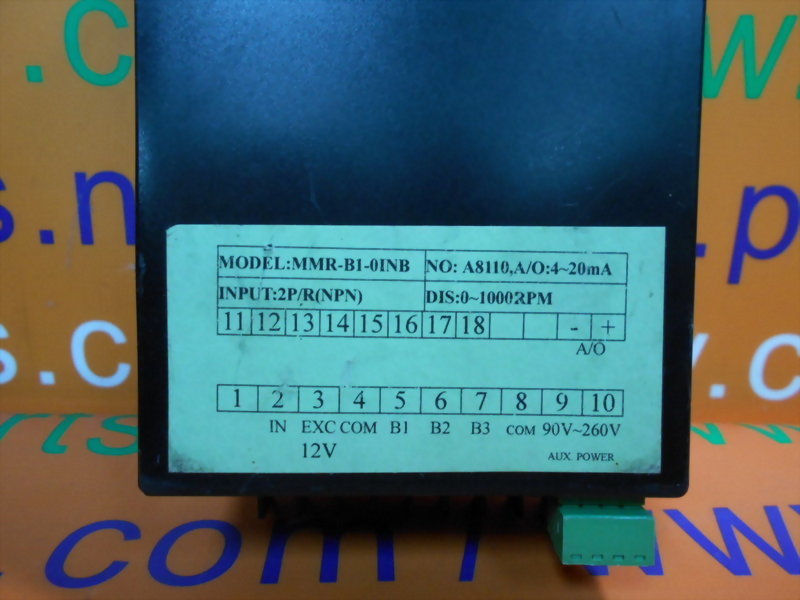 MODEL:MMR-B1-0INB NO: A8110,A/O:4~20mA
INPUT:2P/R(NPN) DIS:0~1000RPM
11 12 13 14 15 16 17 18 - +
A/O
1 2 3 4 5 6 7 8 9 10
IN EXC COM B1 B2 B3 COM 90V~260V
12V AUX. POWER